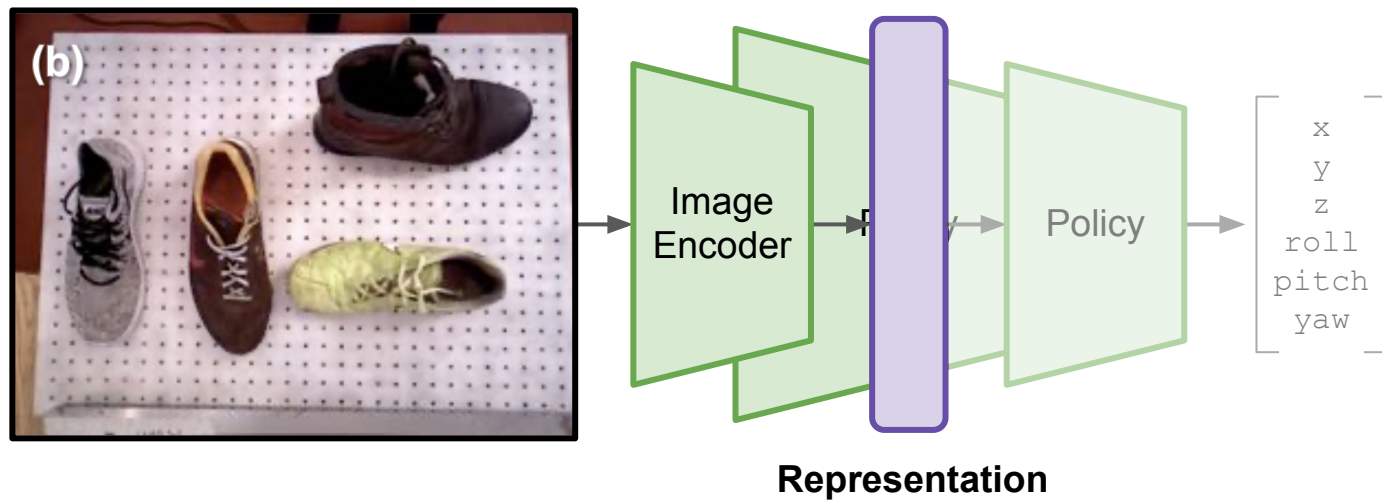 (b)
Image
Encoder
Policy
x
y
z
roll
pitch
yaw
Representation